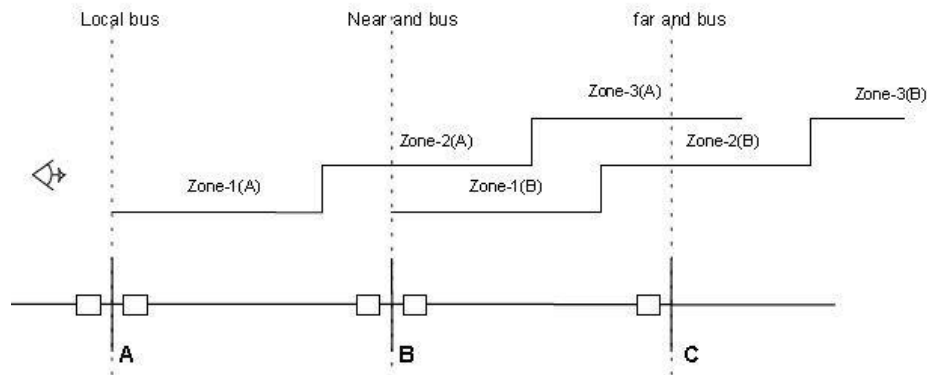 Local bus
Near and bus
far and bus
Zone-3(A)
Zone-3(B)
Zone-2(A)
Zone-2(B)
Zone-1(A)
Zone-1(B)
A
B
C